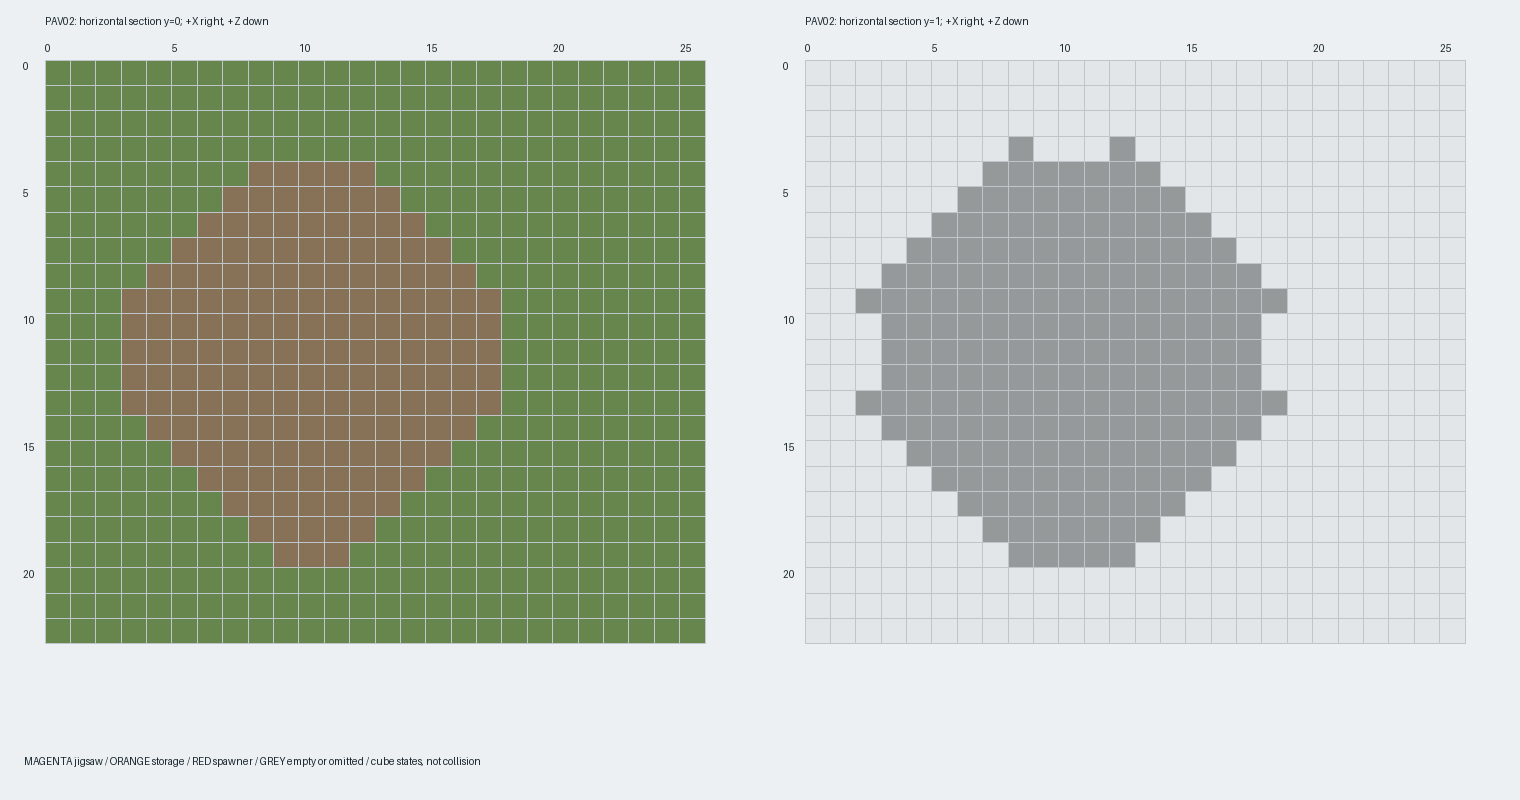 PAV02: horizontal section y=0; +X right, +Z down
PAV02: horizontal section y=1; +X right, +Z down
0 5 10 15 20 25
0 5 10 15 20 25
0
5
10
15
20
0
5
10
15
20
MAGENTA jigsaw / ORANGE storage / RED spawner / GREY empty or omitted / cube states, not collision